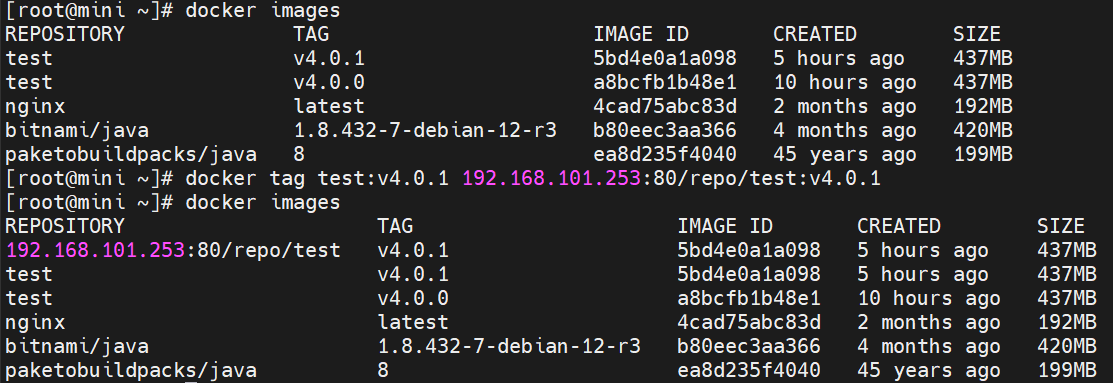 [root@mini ~]# docker images
REPOSITORY              TAG                      IMAGE ID       CREATED        SIZE
test                    v4.0.1                   5bd4e0a1a098   5 hours ago    437MB
test                    v4.0.0                   a8bcfb1b48e1   10 hours ago   437MB
nginx                   latest                   4cad75abc83d   2 months ago   192MB
bitnami/java            1.8.432-7-debian-12-r3   b80eec3aa366   4 months ago   420MB
paketobuildpacks/java   8                        ea8d235f4040   45 years ago   199MB
[root@mini ~]# docker tag test:v4.0.1 192.168.101.253:80/repo/test:v4.0.1
[root@mini ~]# docker images
REPOSITORY                     TAG                      IMAGE ID       CREATED        SIZE
192.168.101.253:80/repo/test   v4.0.1                   5bd4e0a1a098   5 hours ago    437MB
test                           v4.0.1                   5bd4e0a1a098   5 hours ago    437MB
test                           v4.0.0                   a8bcfb1b48e1   10 hours ago   437MB
nginx                          latest                   4cad75abc83d   2 months ago   192MB
bitnami/java                   1.8.432-7-debian-12-r3   b80eec3aa366   4 months ago   420MB
paketobuildpacks/java          8                        ea8d235f4040   45 years ago   199MB